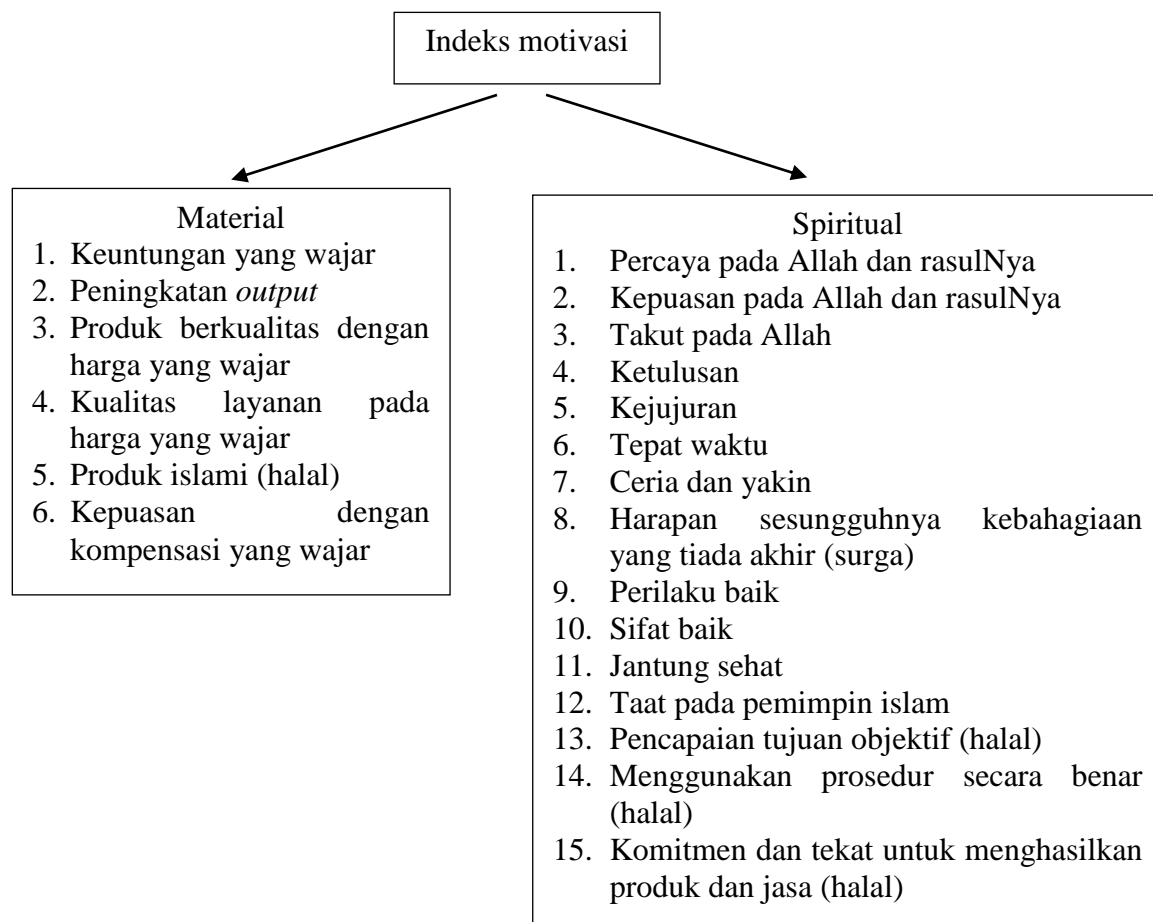 Indeks motivasi
Material
1. Keuntungan yang wajar
2. Peningkatan output
3. Produk berkualitas dengan
harga yang wajar
4. Kualitas layanan pada
harga yang wajar
5. Produk islami (halal)
6. Kepuasan dengan
kompensasi yang wajar
Spiritual
1. Percaya pada Allah dan rasulNya
2. Kepuasan pada Allah dan rasulNya
3. Takut pada Allah
4. Ketulusan
5. Kejujuran
6. Tepat waktu
7. Ceria dan yakin
8. Harapan sesungguhnya kebahagiaan
yang tiada akhir (surga)
9. Perilaku baik
10. Sifat baik
11. Jantung sehat
12. Taat pada pemimpin islam
13. Pencapaian tujuan objektif (halal)
14. Menggunakan prosedur secara benar
(halal)
15. Komitmen dan tekat untuk menghasilkan
produk dan jasa (halal)